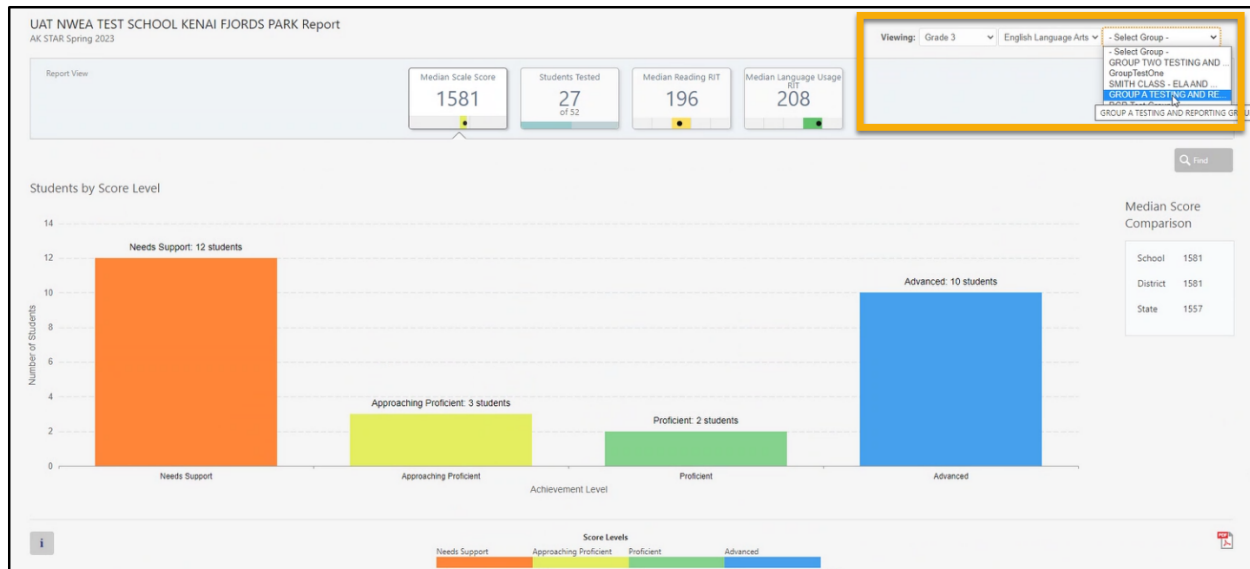 UAT NWEA TEST SCHOOL KENAI FJORDS PARK Report
AK STAR Spring 2023
Viewing: Grade 3 English Language Arts - Select Group -
- Select Group -
GROUP TWO TESTING AND ...
GroupTestOne
SMITH CLASS - ELA AND ...
GROUP A TESTING AND RE...
GROUP A TESTING AND REPORTING GROU
Report View
Median Scale Score
1581
Students Tested
27
of 52
Median Reading RIT
196
Median Language Usage
RIT
208
Find
Students by Score Level
Median Score
Comparison
School 1581
District 1581
State 1557
Number of Students
14
12
10
8
6
4
2
0
Needs Support: 12 students
Approaching Proficient: 3 students
Proficient: 2 students
Advanced: 10 students
Needs Support
Approaching Proficient
Proficient
Advanced
Achievement Level
i
Score Levels
Needs Support Approaching Proficient Proficient Advanced
PDF